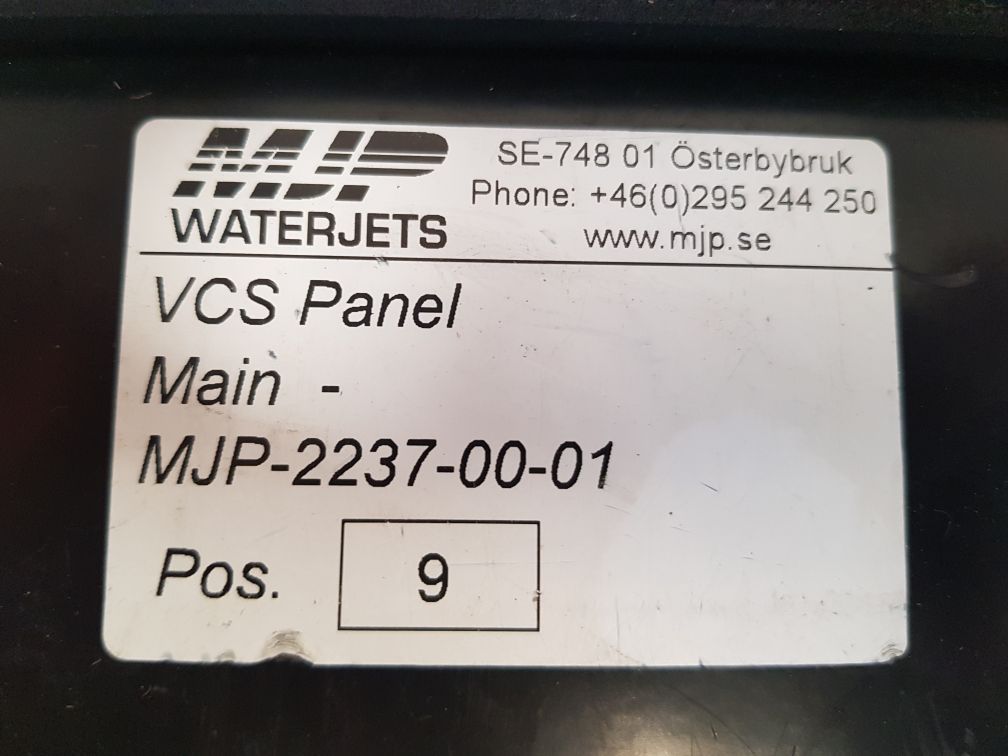 MJP
WATERJETS
SE-748 01 Österbybruk
Phone: +46(0)295 244 250
www.mjp.se
VCS Panel
Main -
MJP-2237-00-01
Pos. 9